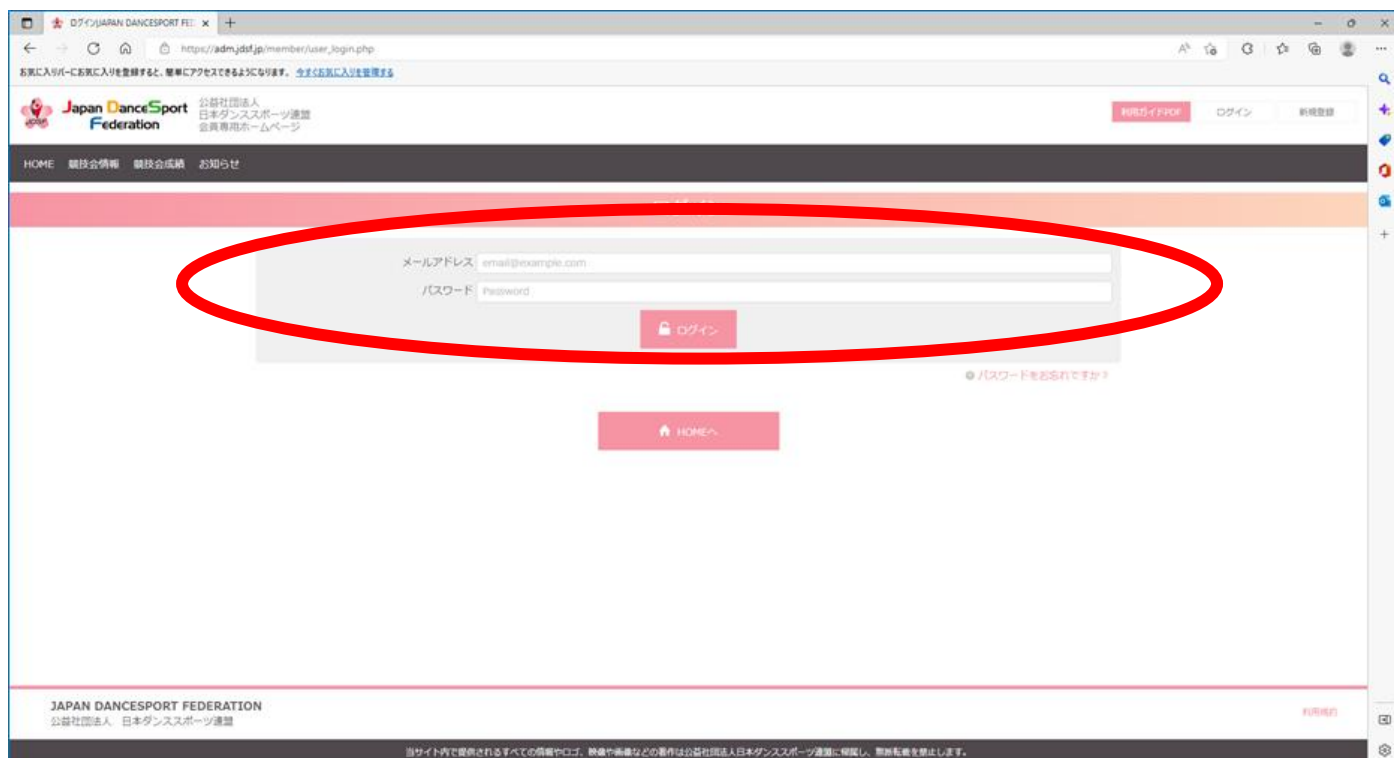 ログインJAPAN DANCESPORT FE
https://adm.jdsf.jp/member/user_login.php
お気に入りバーにお気に入りを登録すると、簡単にアクセスできるようになります。 今すぐお気に入りを管理する
Japan DanceSport
Federation
公益社団法人
日本ダンススポーツ連盟
会員専用ホームページ
利用ガイドPDF ログイン 新規登録
HOME 競技会情報 競技会成績 お知らせ
メールアドレス email@example.com
パスワード Password
ログイン
パスワードをお忘れですか?
HOMEへ
JAPAN DANCESPORT FEDERATION
公益社団法人 日本ダンススポーツ連盟
利用規約
当サイト内で提供されるすべての情報やロゴ、映像や画像などの著作は公益社団法人日本ダンススポーツ連盟に帰属し、無断転載を禁止します。